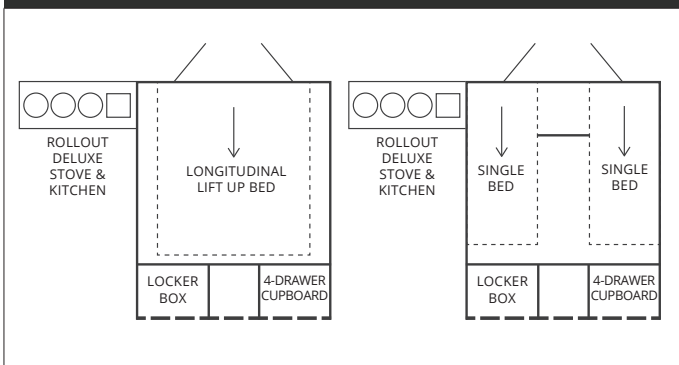 ROLLOUT
DELUXE
STOVE &
KITCHEN
LONGITUDINAL
LIFT UP BED
LOCKER
BOX
4-DRAWER
CUPBOARD
ROLLOUT
DELUXE
STOVE &
KITCHEN
SINGLE
BED
SINGLE
BED
LOCKER
BOX
4-DRAWER
CUPBOARD